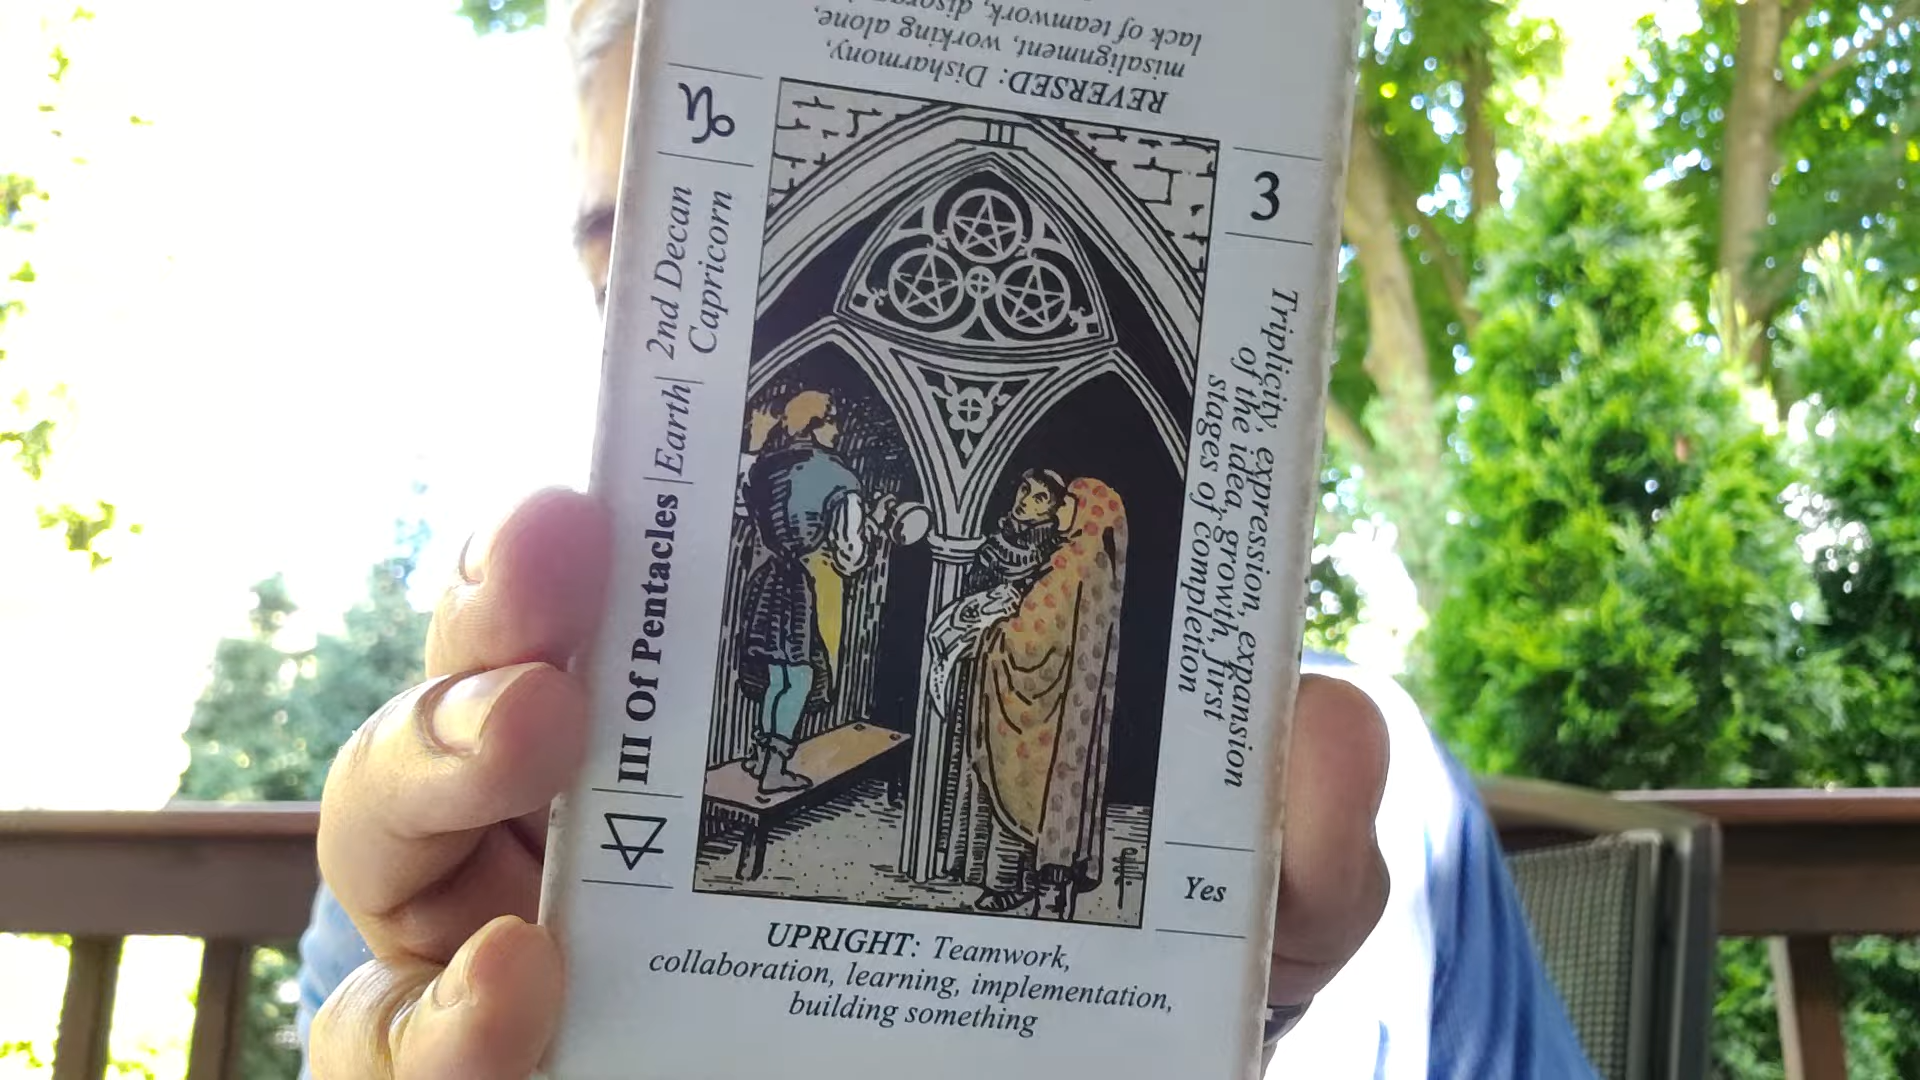 lack of teamwork,
misalignment, working alone,
REVERSED: Disharmony,
3
2nd Decan
Capricorn
III Of Pentacles |Earth|
Triplicity, expression, expansion
of the idea, growth, first
stages of completion
Yes
UPRIGHT: Teamwork,
collaboration, learning, implementation,
building something